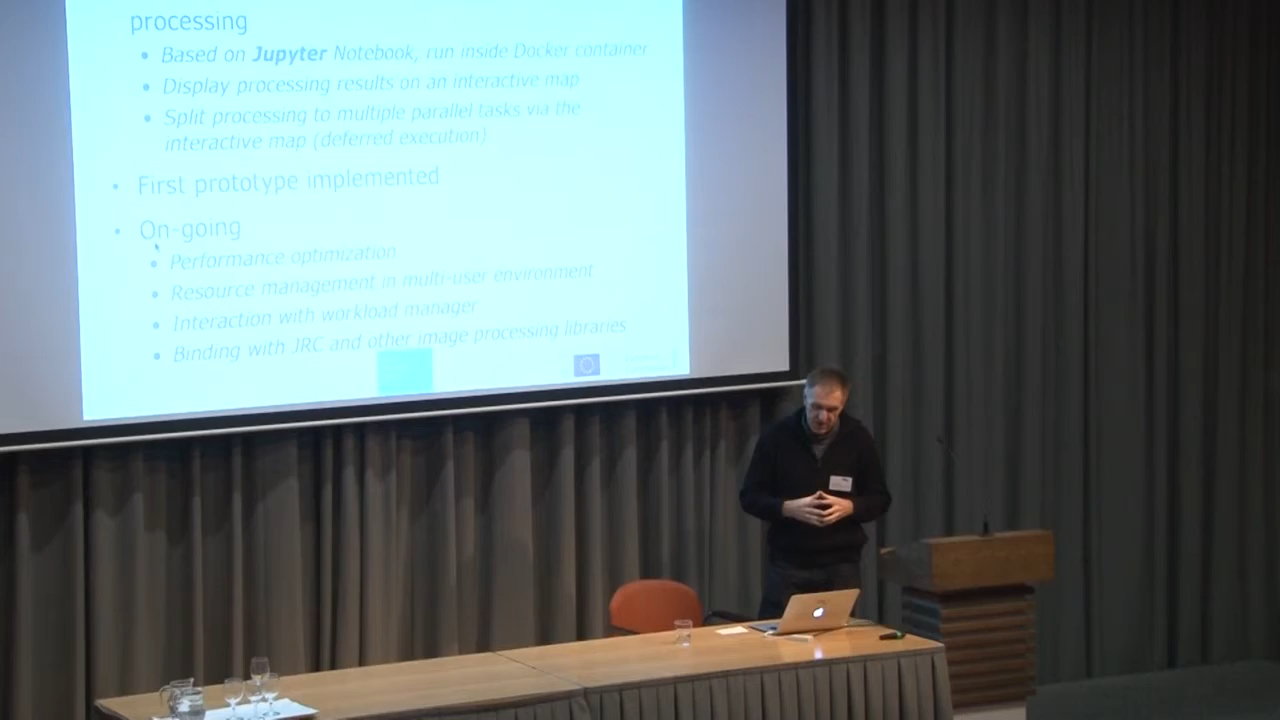 processing
• Based on Jupyter Notebook, run inside Docker container
• Display processing results on an interactive map
• Split processing to multiple parallel tasks via the
interactive map (deferred execution)
• First prototype implemented
• On-going
• Performance optimization
• Resource management in multi-user environment
• Interaction with workload manager
• Binding with JRC and other image processing libraries